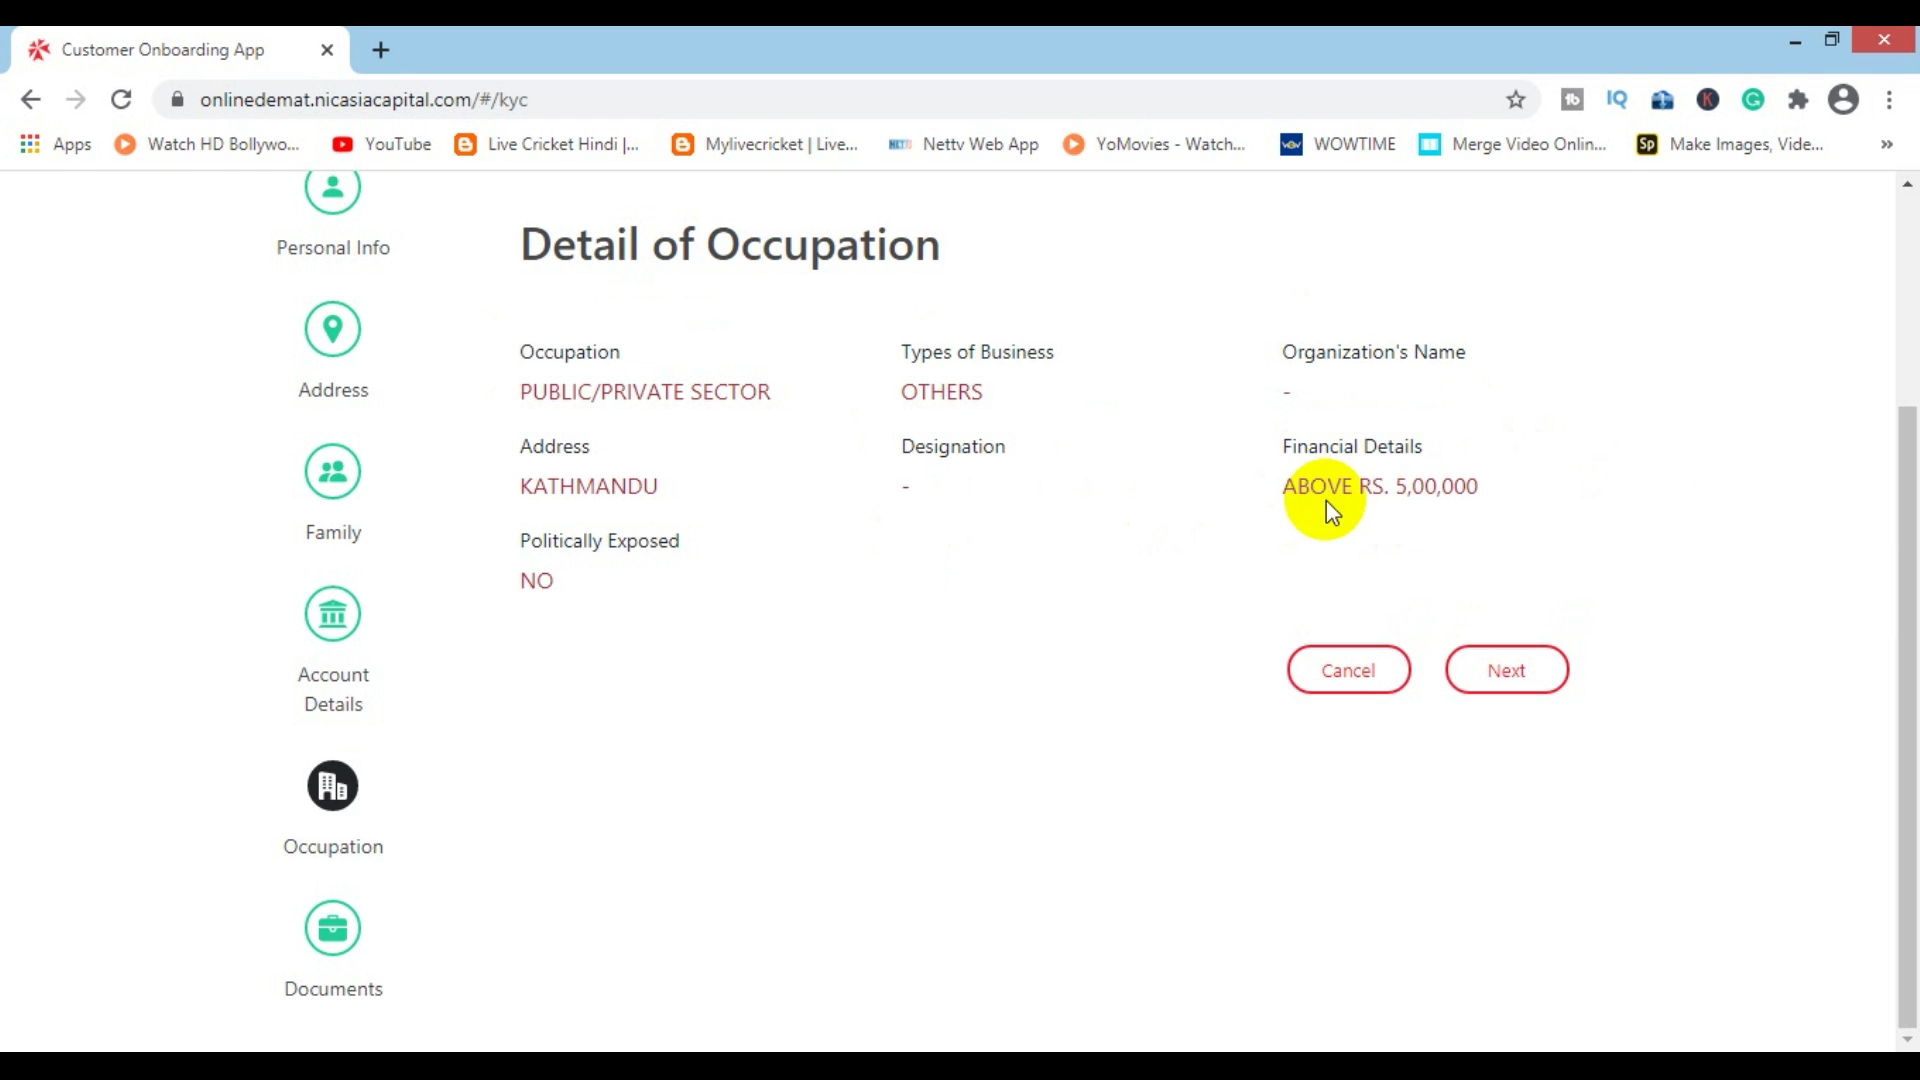 Customer Onboarding App
onlinedemat.nicasiacapital.com/#/kyc
tb IQ K G
Apps Watch HD Bollywo... YouTube Live Cricket Hindi |... Mylivecricket | Live... Nettv Web App YoMovies - Watch... WOWTIME Merge Video Onlin... Sp Make Images, Vide... »
Personal Info
Address
Family
Account
Details
Occupation
Documents
Detail of Occupation
Occupation
PUBLIC/PRIVATE SECTOR
Types of Business
OTHERS
Organization's Name
-
Address
KATHMANDU
Designation
-
Financial Details
ABOVE RS. 5,00,000
Politically Exposed
NO
Cancel
Next